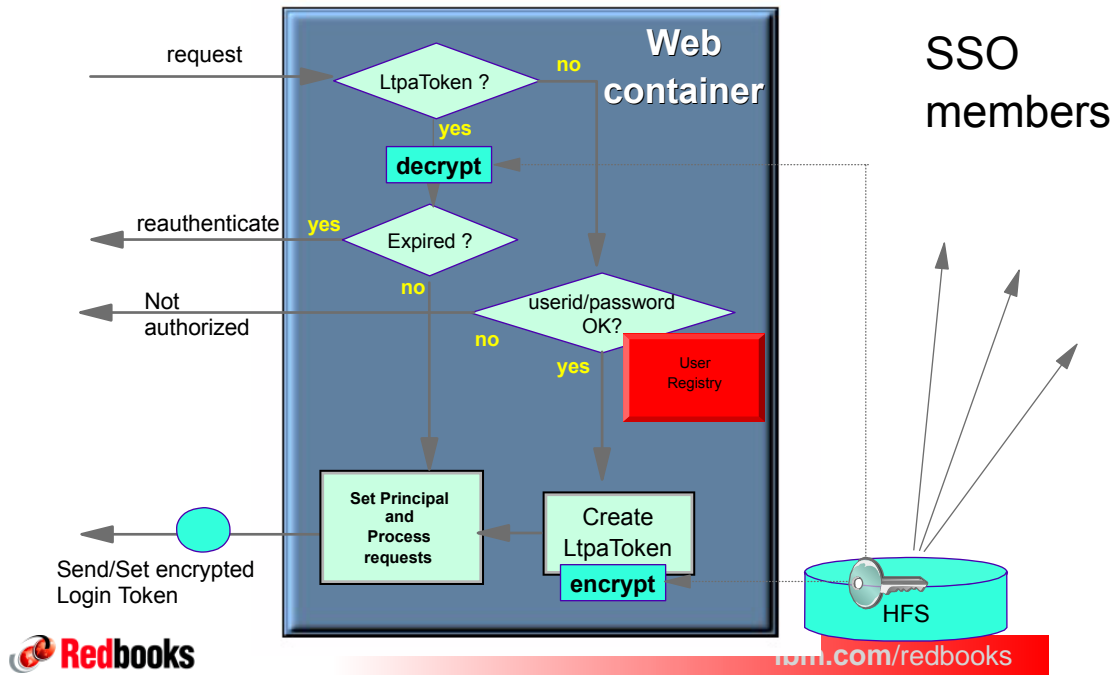 request
LtpaToken ?
no
Web
container
SSO
members
yes
decrypt
reauthenticate
yes
Expired ?
no
Not
authorized
userid/password
OK?
no
yes
User
Registry
Set Principal
and
Process
requests
Create
LtpaToken
encrypt
Send/Set encrypted
Login Token
HFS
Redbooks
ibm.com/redbooks